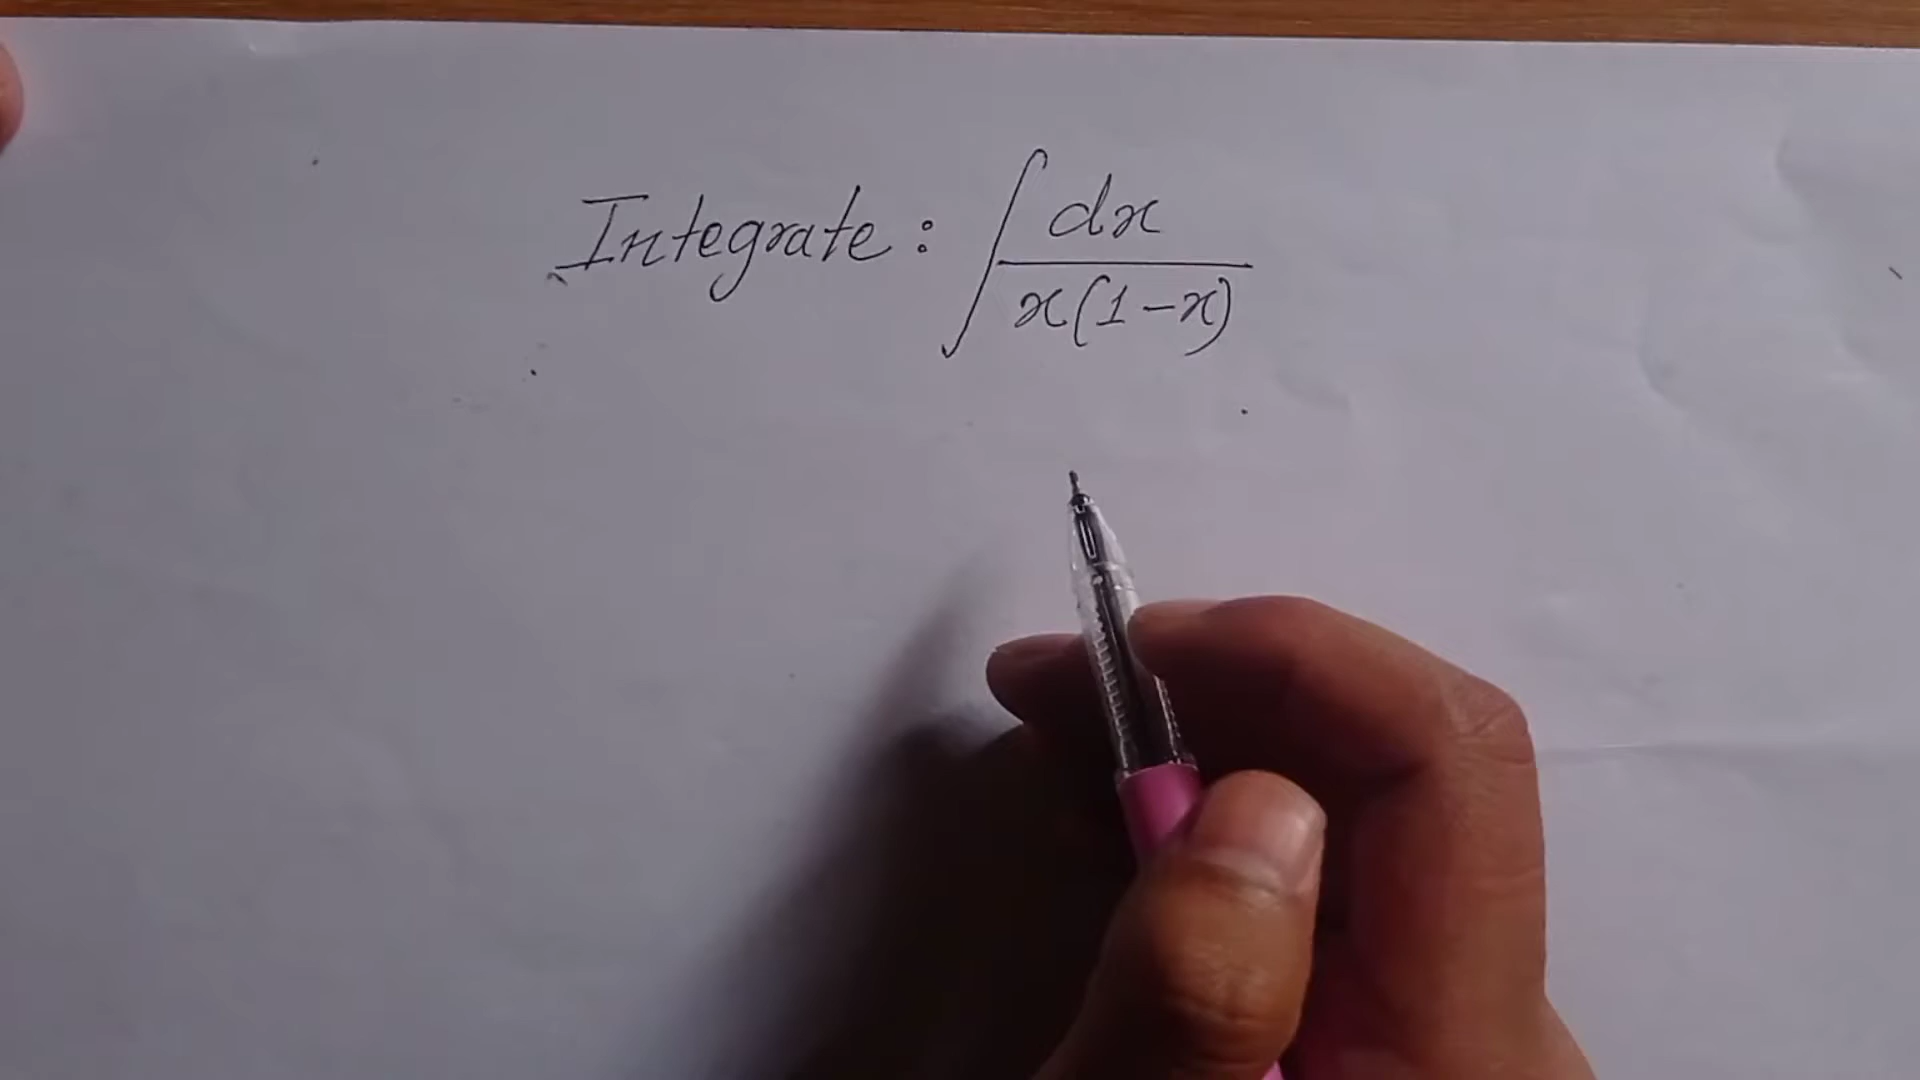 Integrate: ∫ dx / x(1-x)